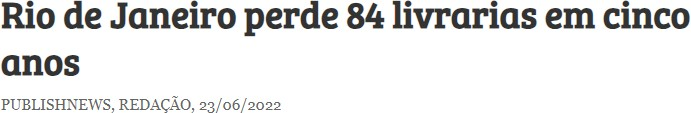 Rio de Janeiro perde 84 livrarias em cinco
anos
PUBLISHNEWS, REDAÇÃO, 23/06/2022